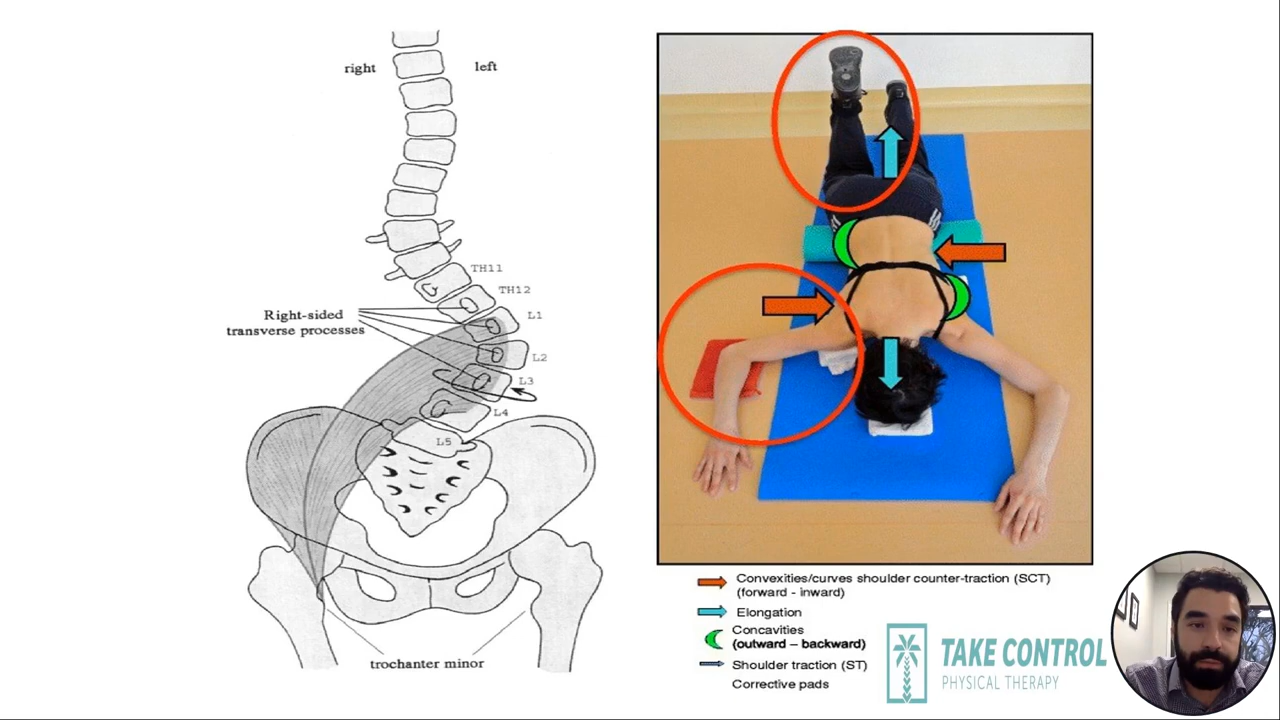 right
left
TH11
TH12
L1
Right-sided
transverse processes
L2
L3
L4
L5
trochanter minor
Convexities/curves shoulder counter-traction (SCT)
(forward - inward)
Elongation
Concavities
(outward – backward)
Shoulder traction (ST)
Corrective pads
TAKE CONTROL
PHYSICAL THERAPY